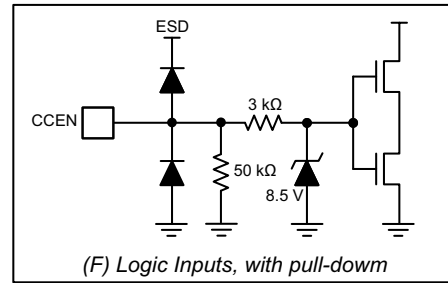 ESD
CCEN
3 kΩ
50 kΩ
8.5 V
(F) Logic Inputs, with pull-dowm